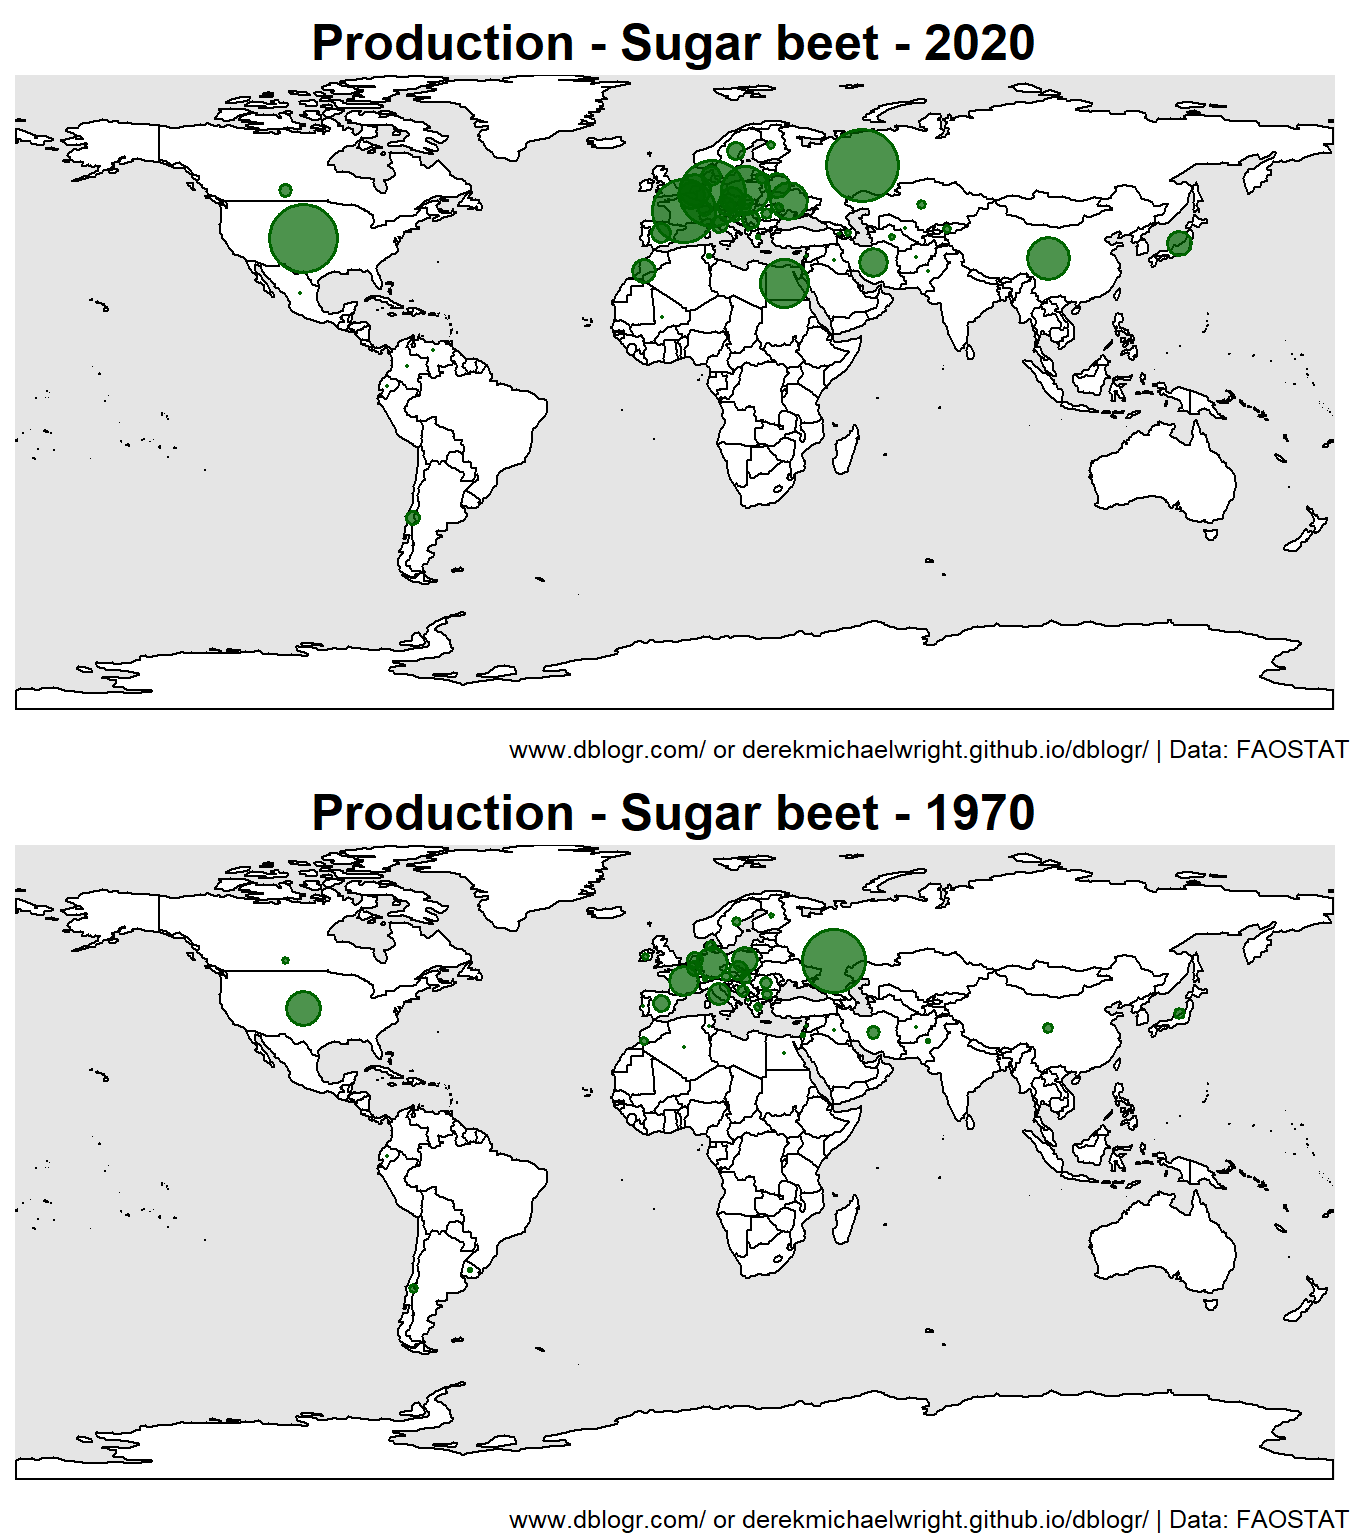 Production - Sugar beet - 2020
www.dblogr.com/ or derekmichaelwright.github.io/dblogr/ | Data: FAOSTAT
Production - Sugar beet - 1970
www.dblogr.com/ or derekmichaelwright.github.io/dblogr/ | Data: FAOSTAT